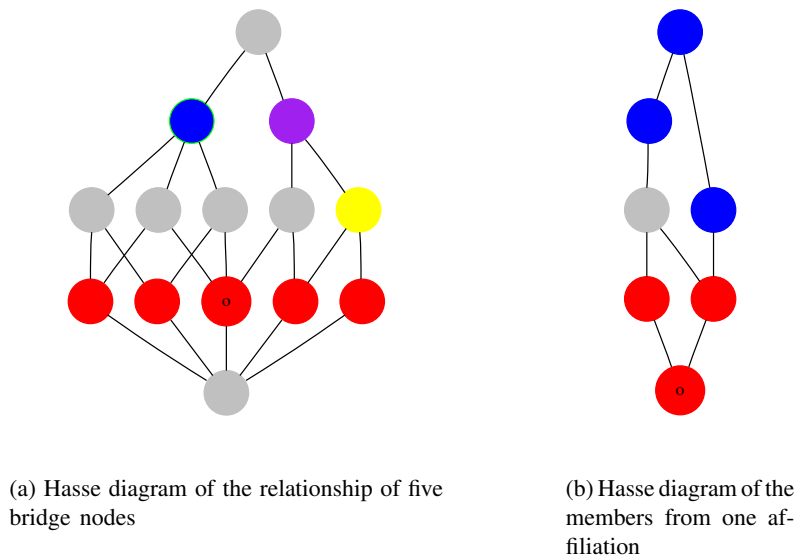 o
o
(a) Hasse diagram of the relationship of five
bridge nodes
(b) Hasse diagram of the
members from one af-
filiation